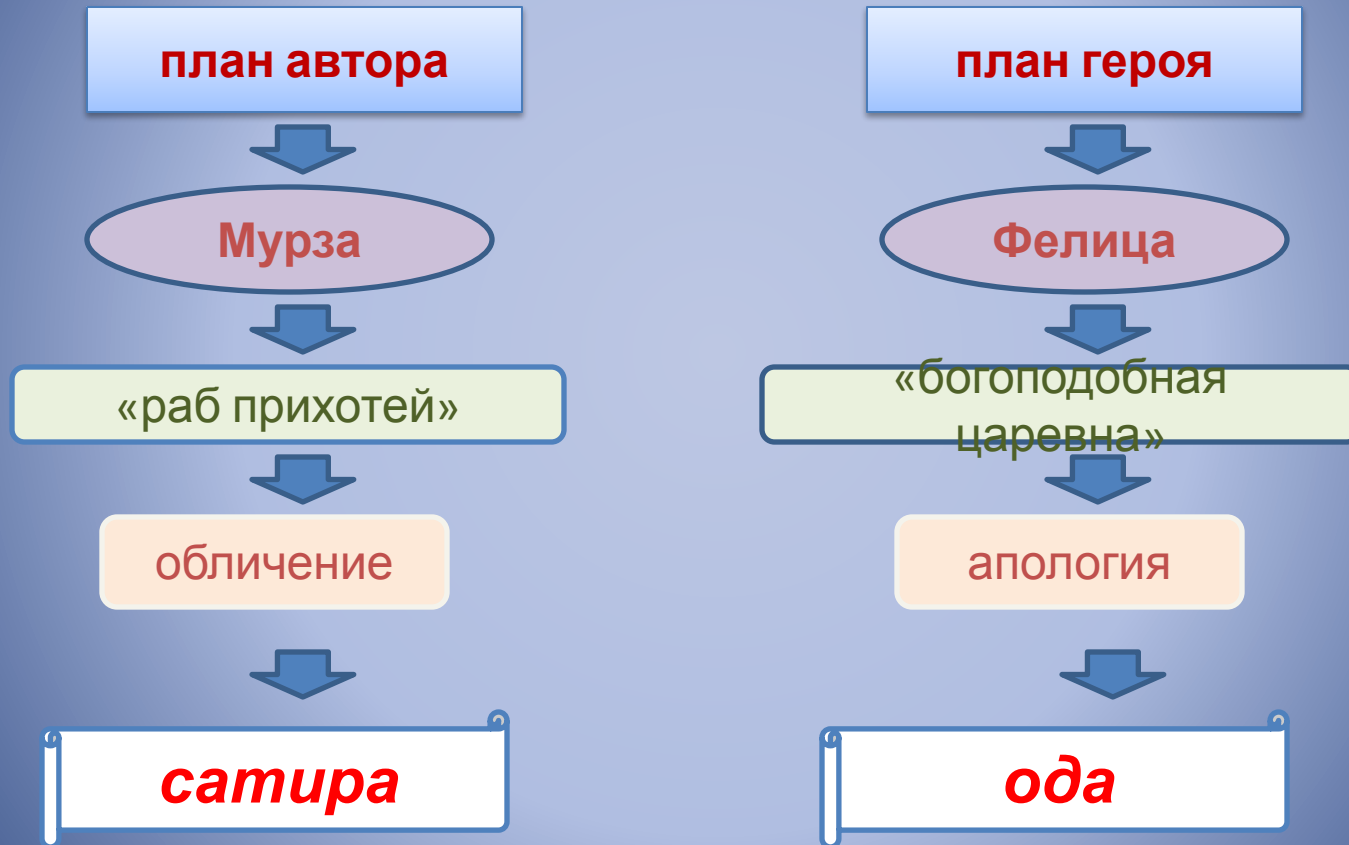 план автора
план героя
Мурза
Фелица
«раб прихотей»
«богоподобная
царевна»
обличение
апология
сатира
ода